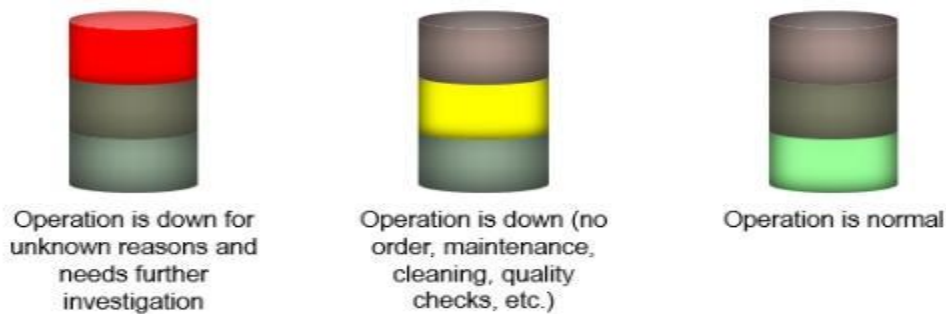 Operation is down for
unknown reasons and
needs further
investigation
Operation is down (no
order, maintenance,
cleaning, quality
checks, etc.)
Operation is normal